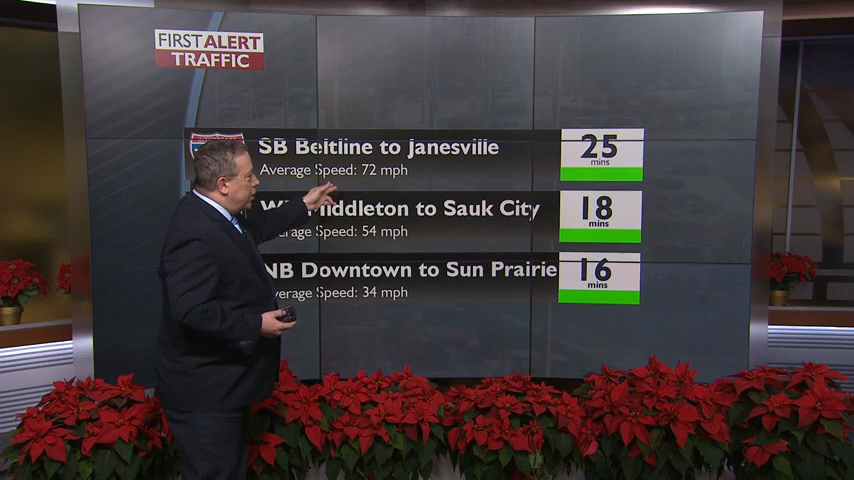 FIRST ALERT
TRAFFIC
SB Beltline to Janesville
Average Speed: 72 mph
25
mins
Middleton to Sauk City
Average Speed: 54 mph
18
mins
NB Downtown to Sun Prairie
Average Speed: 34 mph
16
mins